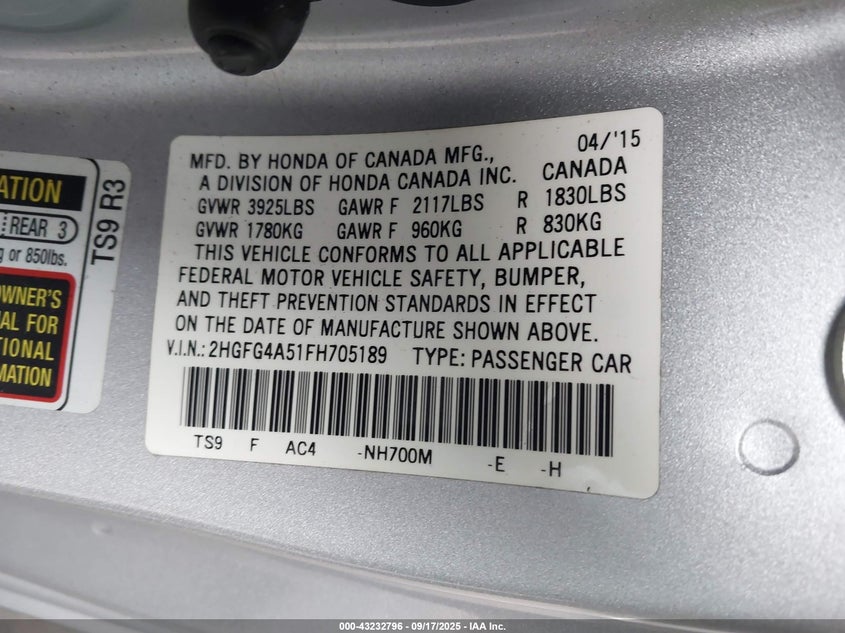 ATION
REAR 3
g or 850lbs.
OWNER'S
AL FOR
TIONAL
MATION
TS9 R3
04/'15
MFD. BY HONDA OF CANADA MFG.,
A DIVISION OF HONDA CANADA INC. CANADA
GVWR 3925LBS GAWR F 2117LBS R 1830LBS
GVWR 1780KG GAWR F 960KG R 830KG
THIS VEHICLE CONFORMS TO ALL APPLICABLE
FEDERAL MOTOR VEHICLE SAFETY, BUMPER,
AND THEFT PREVENTION STANDARDS IN EFFECT
ON THE DATE OF MANUFACTURE SHOWN ABOVE.
V.I.N.: 2HGFG4A51FH705189 TYPE: PASSENGER CAR
TS9 F AC4 -NH700M -E -H
000-43232796 - 09/17/2025 - IAA Inc.